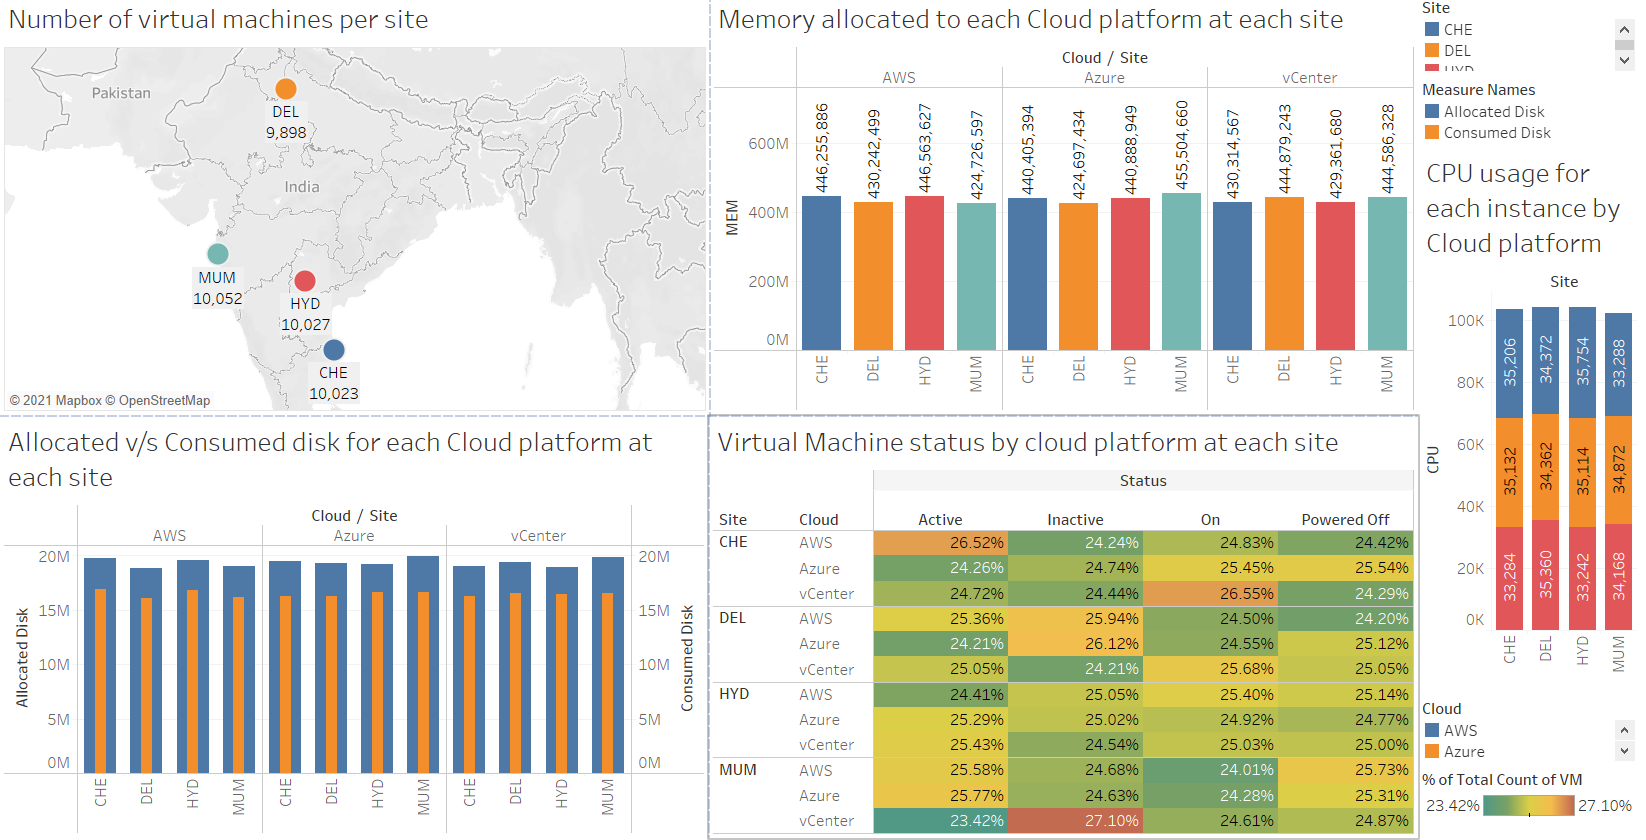 Number of virtual machines per site
Pakistan
India
DEL
9,898
MUM
10,052
HYD
10,027
CHE
10,023
© 2021 Mapbox © OpenStreetMap
Memory allocated to each Cloud platform at each site
Cloud / Site
AWS Azure vCenter
MEM
600M
400M
200M
0M
446,255,886 430,242,499 446,563,627 424,726,597 440,405,394 424,697,434 440,888,949 455,504,660 430,314,567 444,879,243 429,361,680 444,586,328
CHE DEL HYD MUM CHE DEL HYD MUM CHE DEL HYD MUM
Site
CHE
DEL
HYD
Measure Names
Allocated Disk
Consumed Disk
CPU usage for
each instance by
Cloud platform
Site
CPU
100K
80K
60K
40K
20K
0K
35,206 34,372 35,754 33,288
35,132 34,362 35,114 34,872
33,284 35,360 33,242 34,168
CHE DEL HYD MUM
Cloud
AWS
Azure
% of Total Count of VM
23.42% 27.10%
Allocated v/s Consumed disk for each Cloud platform at
each site
Cloud / Site
AWS Azure vCenter
Allocated Disk
20M
15M
10M
5M
0M
20M
15M
10M
5M
0M
Consumed Disk
CHE DEL HYD MUM CHE DEL HYD MUM CHE DEL HYD MUM
Virtual Machine status by cloud platform at each site
Status
Site Cloud Active Inactive On Powered Off
CHE AWS 26.52% 24.24% 24.83% 24.42%
Azure 24.26% 24.74% 25.45% 25.54%
vCenter 24.72% 24.44% 26.55% 24.29%
DEL AWS 25.36% 25.94% 24.50% 24.20%
Azure 24.21% 26.12% 24.55% 25.12%
vCenter 25.05% 24.21% 25.68% 25.05%
HYD AWS 24.41% 25.05% 25.40% 25.14%
Azure 25.29% 25.02% 24.92% 24.77%
vCenter 25.43% 24.54% 25.03% 25.00%
MUM AWS 25.58% 24.68% 24.01% 25.73%
Azure 25.77% 24.63% 24.28% 25.31%
vCenter 23.42% 27.10% 24.61% 24.87%